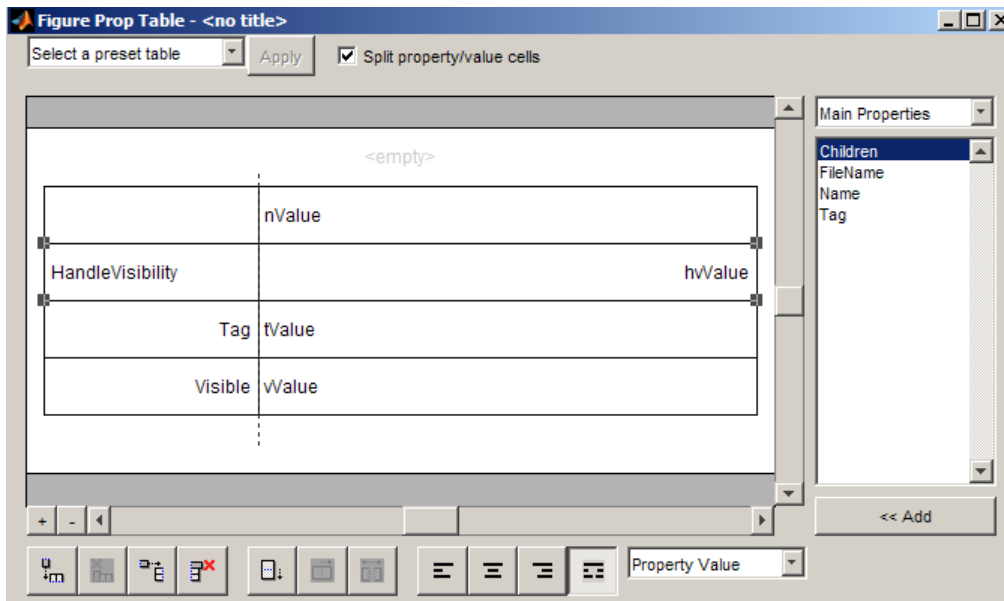 Figure Prop Table - <no title>
Select a preset table
Apply
Split property/value cells
Main Properties
<empty>
Children
FileName
Name
Tag
nValue
HandleVisibility hvValue
Tag tValue
Visible vValue
+ -
<< Add
Property Value